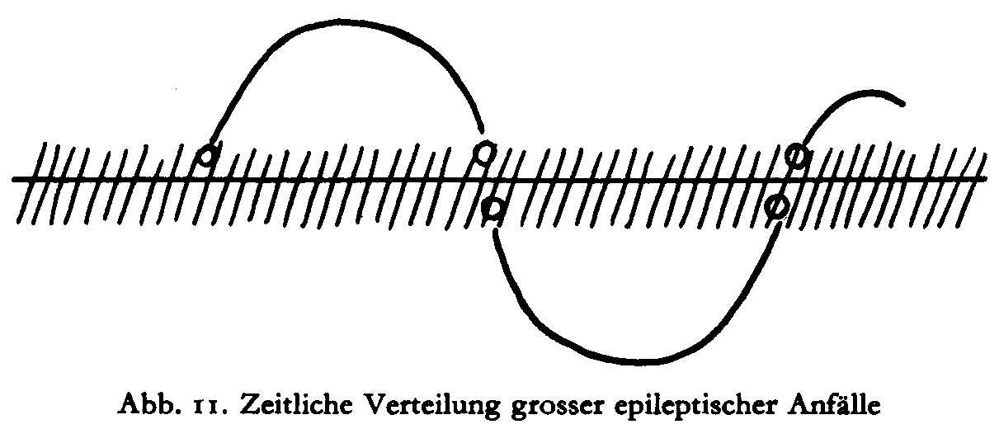 Abb. 11. Zeitliche Verteilung grosser epileptischer Anfälle